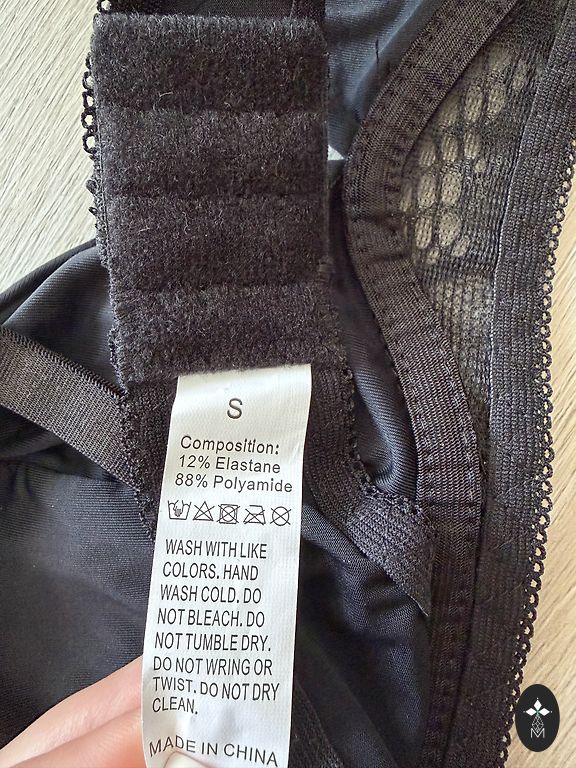 S
Composition:
12% Elastane
88% Polyamide
WASH WITH LIKE
COLORS. HAND
WASH COLD. DO
NOT BLEACH. DO
NOT TUMBLE DRY.
DO NOT WRING OR
TWIST. DO NOT DRY
CLEAN.
MADE IN CHINA
M